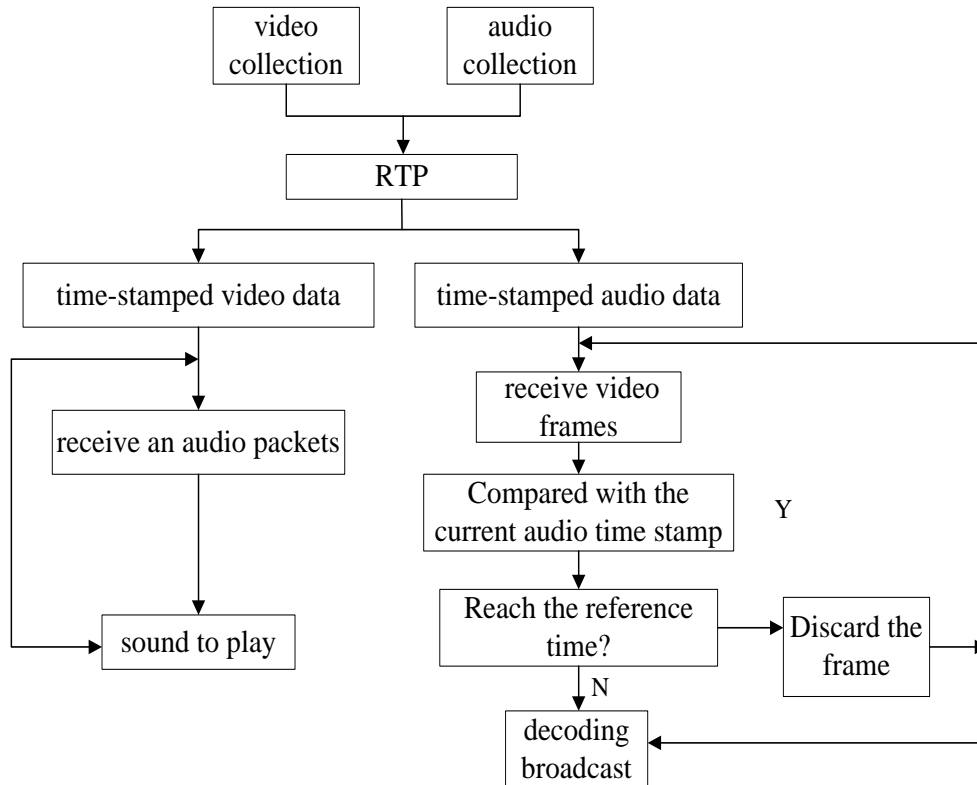 video
collection
audio
collection
RTP
time-stamped video data
time-stamped audio data
receive video
frames
receive an audio packets
Compared with the
current audio time stamp
Y
Reach the reference
time?
Discard the
frame
sound to play
N
decoding
broadcast